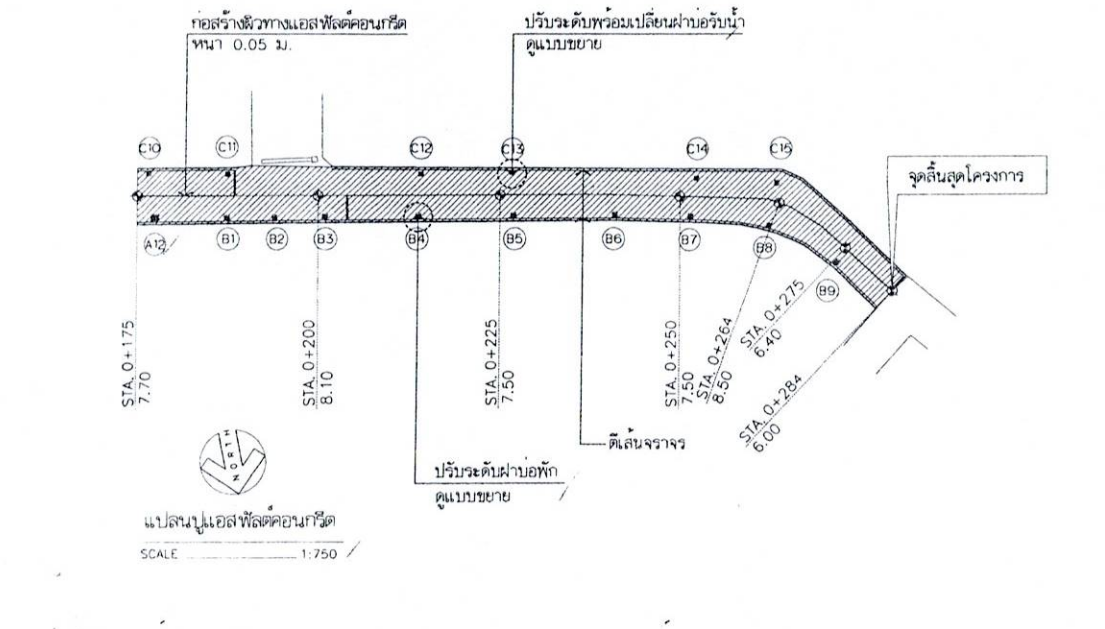 ก่อสร้างผิวทางแอสฟัลต์คอนกรีต
หนา 0.05 ม.
ปรับระดับพร้อมเปลี่ยนฝาบ่อรับน้ำ
ดูแบบขยาย
C10
C11
C12
C13
C14
C15
จุดสิ้นสุดโครงการ
A12
B1
B2
B3
B4
B5
B6
B7
B8
B9
STA. 0+175
7.70
STA. 0+200
8.10
STA. 0+225
7.50
STA. 0+250
7.50
STA. 0+264
8.50
STA. 0+275
6.40
STA. 0+284
6.00
ตีเส้นจราจร
NORTH
ปรับระดับฝาบ่อพัก
ดูแบบขยาย
แปลนปูแอสฟัลต์คอนกรีต
SCALE 1:750